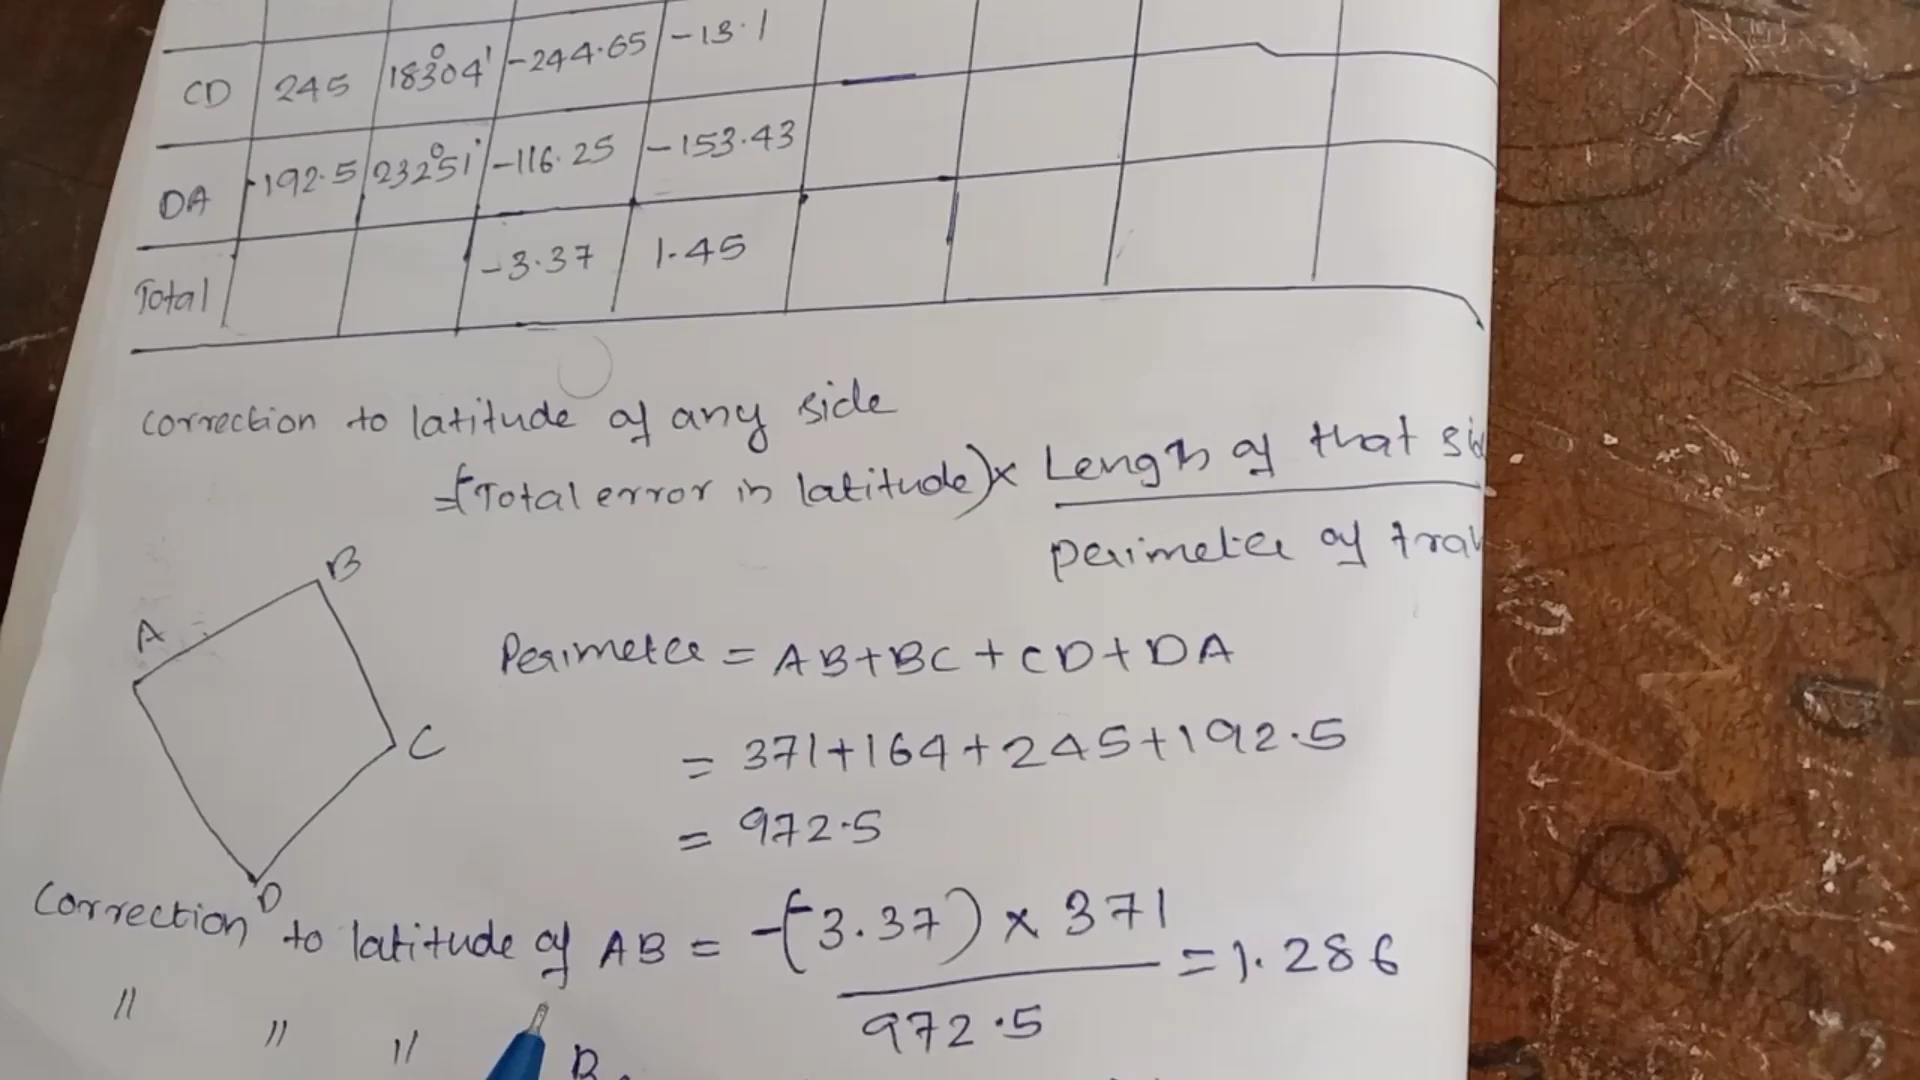 CD 245 183°04' -244.65 -13.1
DA 192.5 232°51' -116.25 -153.43
Total -3.37 1.45
correction to latitude of any side
=-(Total error in latitude)× Length of that
perimeter of
A
B
C
D
Perimeter = AB+BC+CD+DA
= 371+164+245+192.5
= 972.5
Correction to latitude of AB = -(-3.37) × 371 = 1.286
972.5
" " "